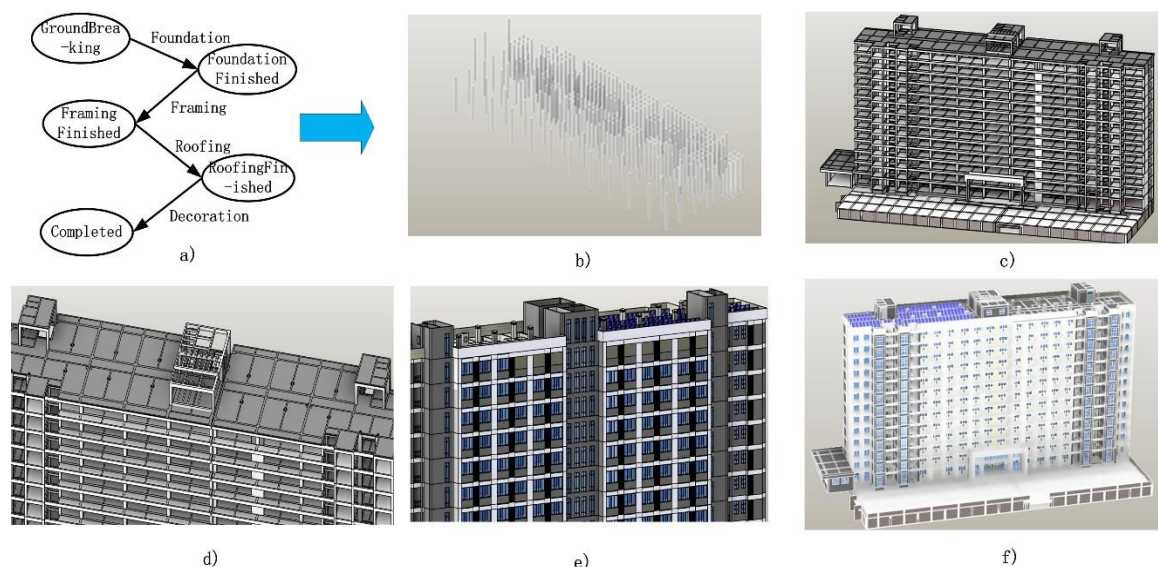 GroundBrea
-king
Foundation
Foundation
Finished
Framing
Framing
Finished
Roofing
RoofingFin
-ished
Decoration
Completed
a)
b)
c)
d)
e)
f)